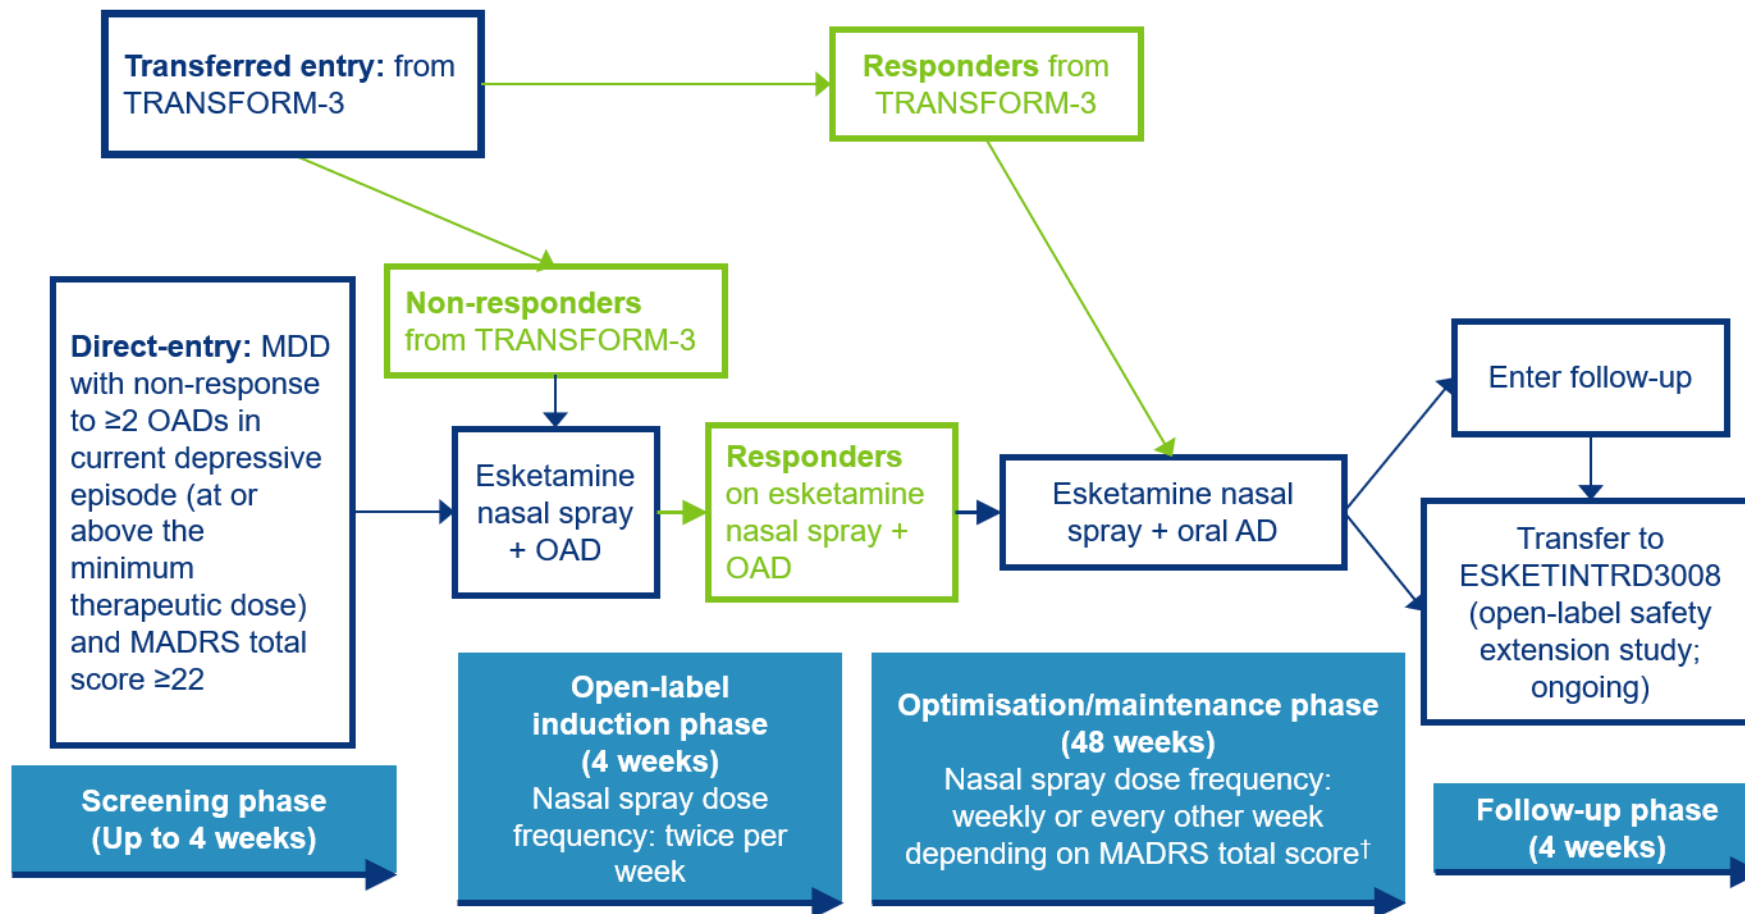 Transferred entry: from
TRANSFORM-3
Responders from
TRANSFORM-3
Non-responders
from TRANSFORM-3
Direct-entry: MDD
with non-response
to ≥2 OADs in
current depressive
episode (at or
above the
minimum
therapeutic dose)
and MADRS total
score ≥22
Esketamine
nasal spray
+ OAD
Responders
on esketamine
nasal spray +
OAD
Esketamine nasal
spray + oral AD
Enter follow-up
Transfer to
ESKETINTRD3008
(open-label safety
extension study;
ongoing)
Screening phase
(Up to 4 weeks)
Open-label
induction phase
(4 weeks)
Nasal spray dose
frequency: twice per
week
Optimisation/maintenance phase
(48 weeks)
Nasal spray dose frequency:
weekly or every other week
depending on MADRS total score†
Follow-up phase
(4 weeks)